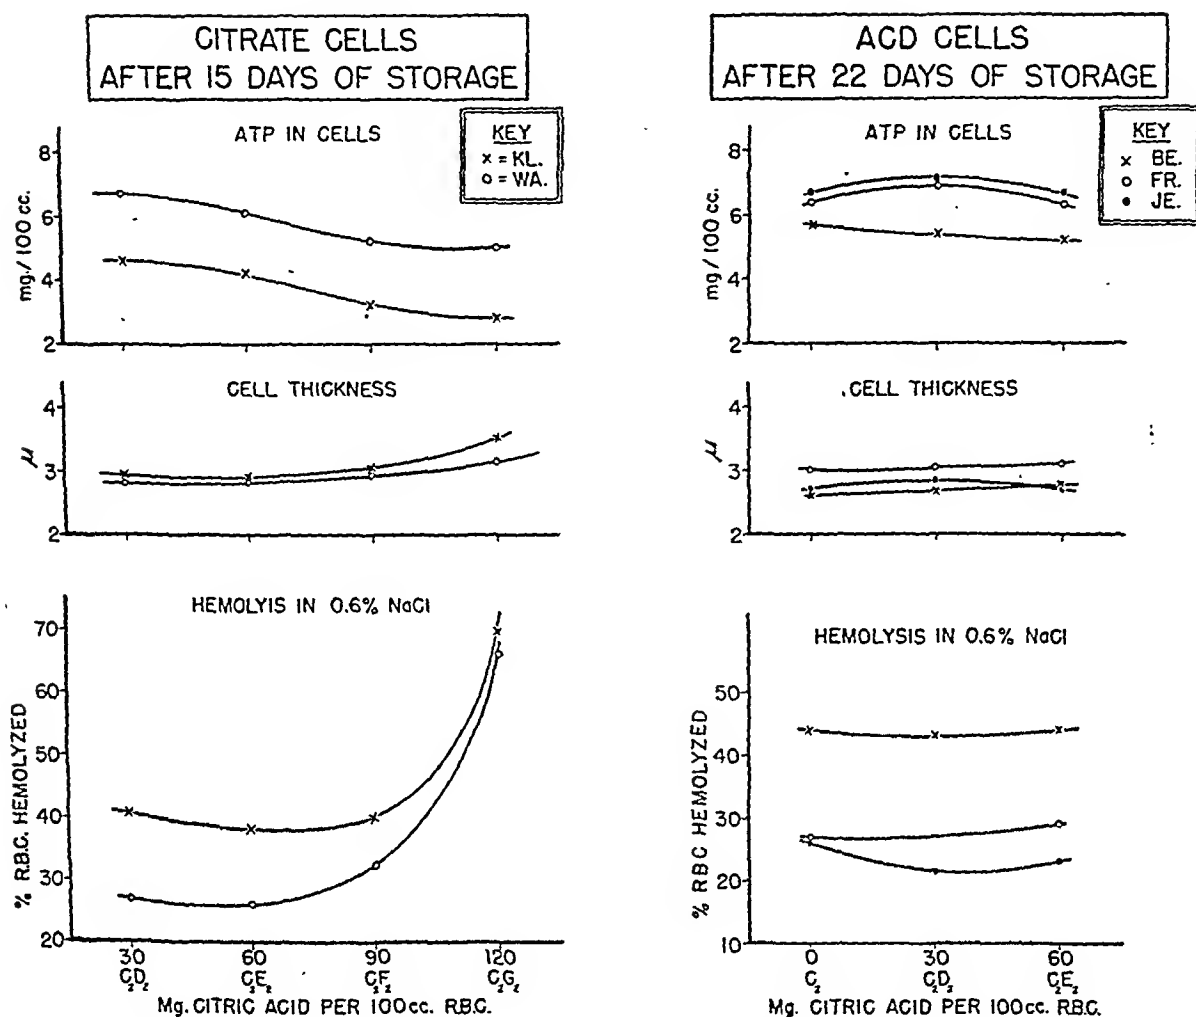 CITRATE CELLS
AFTER 15 DAYS OF STORAGE
ATP IN CELLS
KEY
x = KL.
o = WA.
mg./100 cc.
8
6
4
2
CELL THICKNESS
μ
4
3
2
HEMOLYIS IN 0.6% NaCl
% R.B.C. HEMOLYZED
70
60
50
40
30
20
30 60 90 120
C₂D₂ C₂E₂ C₂F₂ C₂G₂
Mg. CITRIC ACID PER 100cc. R.B.C.
ACD CELLS
AFTER 22 DAYS OF STORAGE
ATP IN CELLS
KEY
x BE.
o FR.
• JE.
mg/100 cc.
8
6
4
2
CELL THICKNESS
μ
4
3
2
HEMOLYSIS IN 0.6% NaCl
% RBC HEMOLYZED
50
40
30
20
10
0 30 60
C₂ C₂D₂ C₂E₂
Mg. CITRIC ACID PER 100cc. R.B.C.